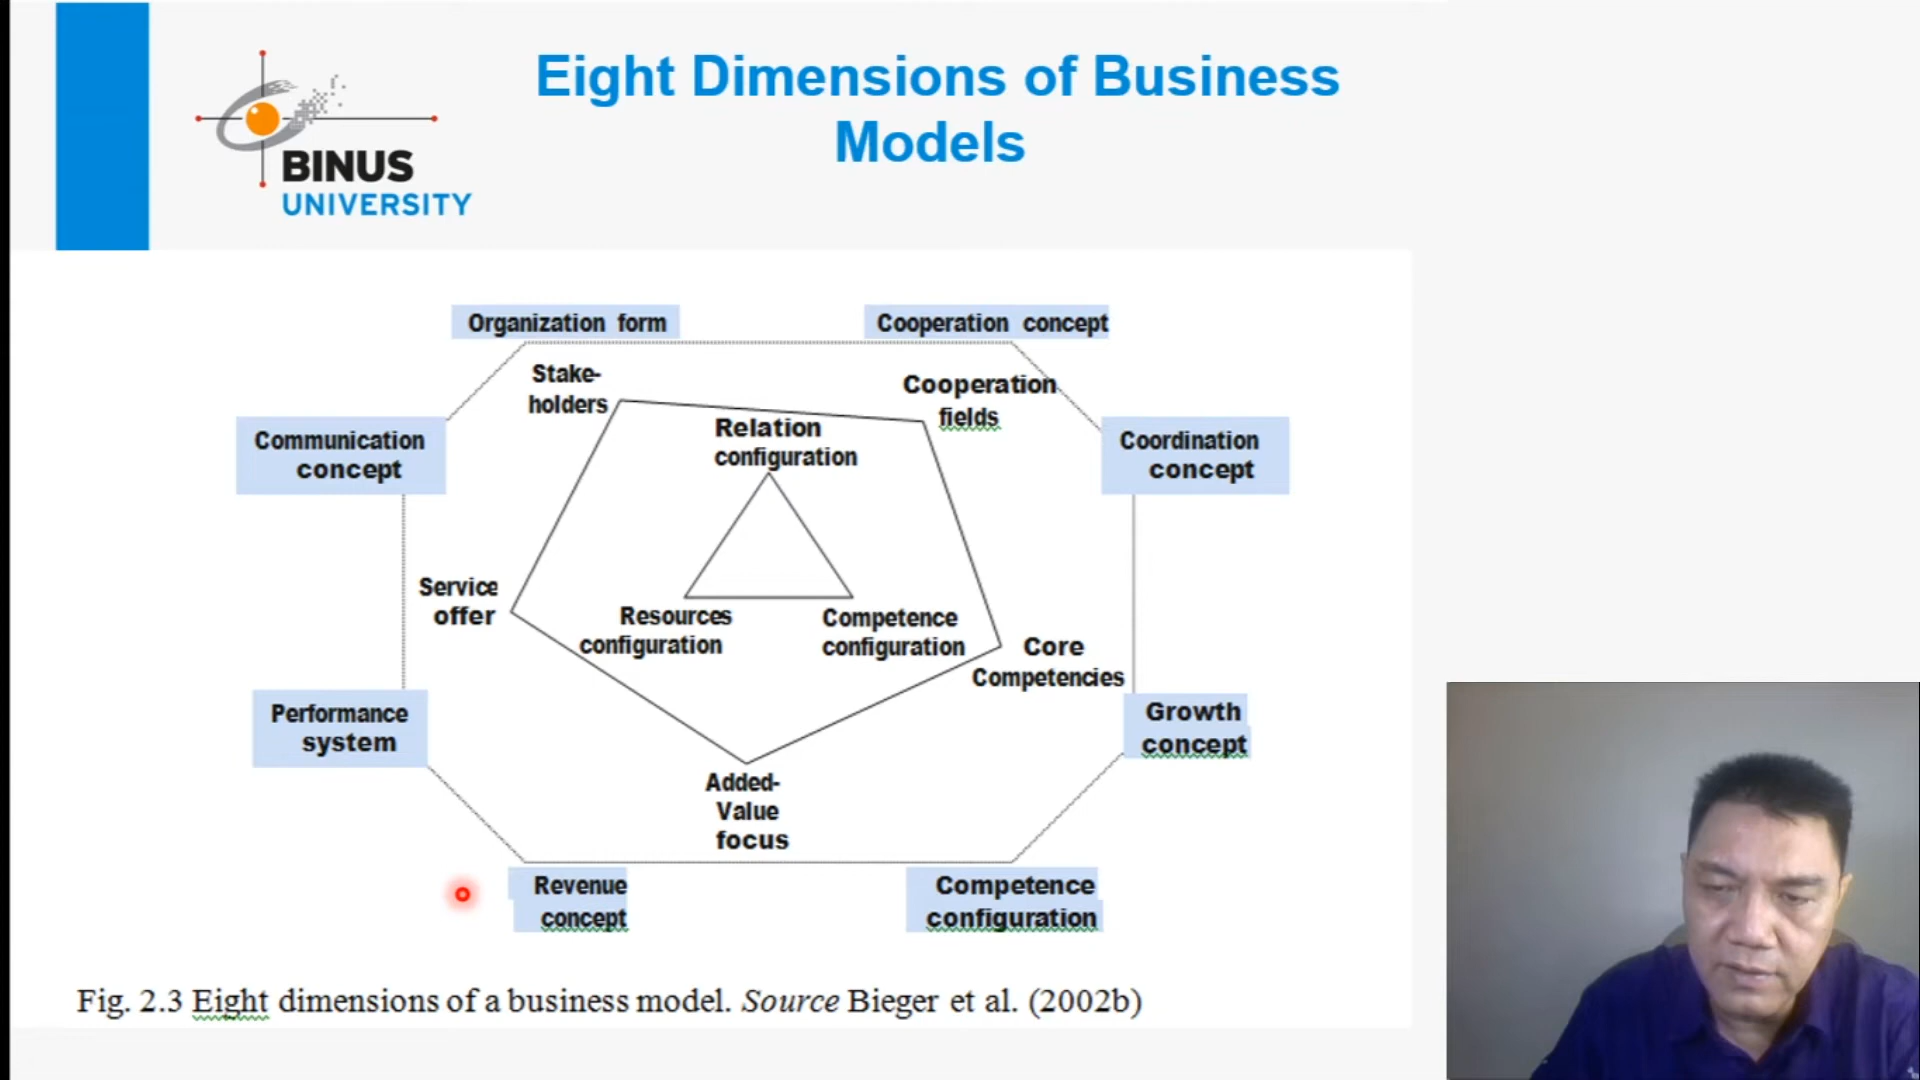 Eight Dimensions of Business
Models
BINUS
UNIVERSITY
Organization form
Cooperation concept
Stake-
holders
Cooperation
fields
Relation
configuration
Communication
concept
Coordination
concept
Service
offer
Resources
configuration
Competence
configuration
Core
Competencies
Performance
system
Growth
concept
Added-
Value
focus
Revenue
concept
Competence
configuration
Fig. 2.3 Eight dimensions of a business model. Source Bieger et al. (2002b)